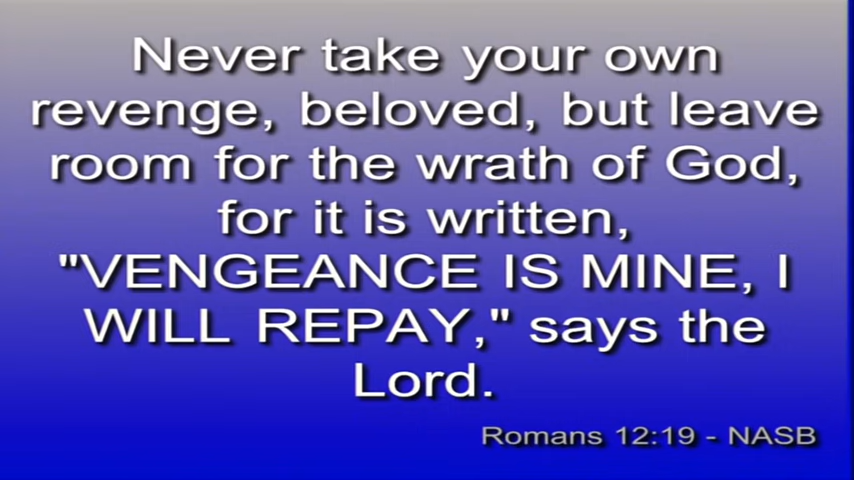 Never take your own
revenge, beloved, but leave
room for the wrath of God,
for it is written,
"VENGEANCE IS MINE, I
WILL REPAY," says the
Lord.
Romans 12:19 - NASB